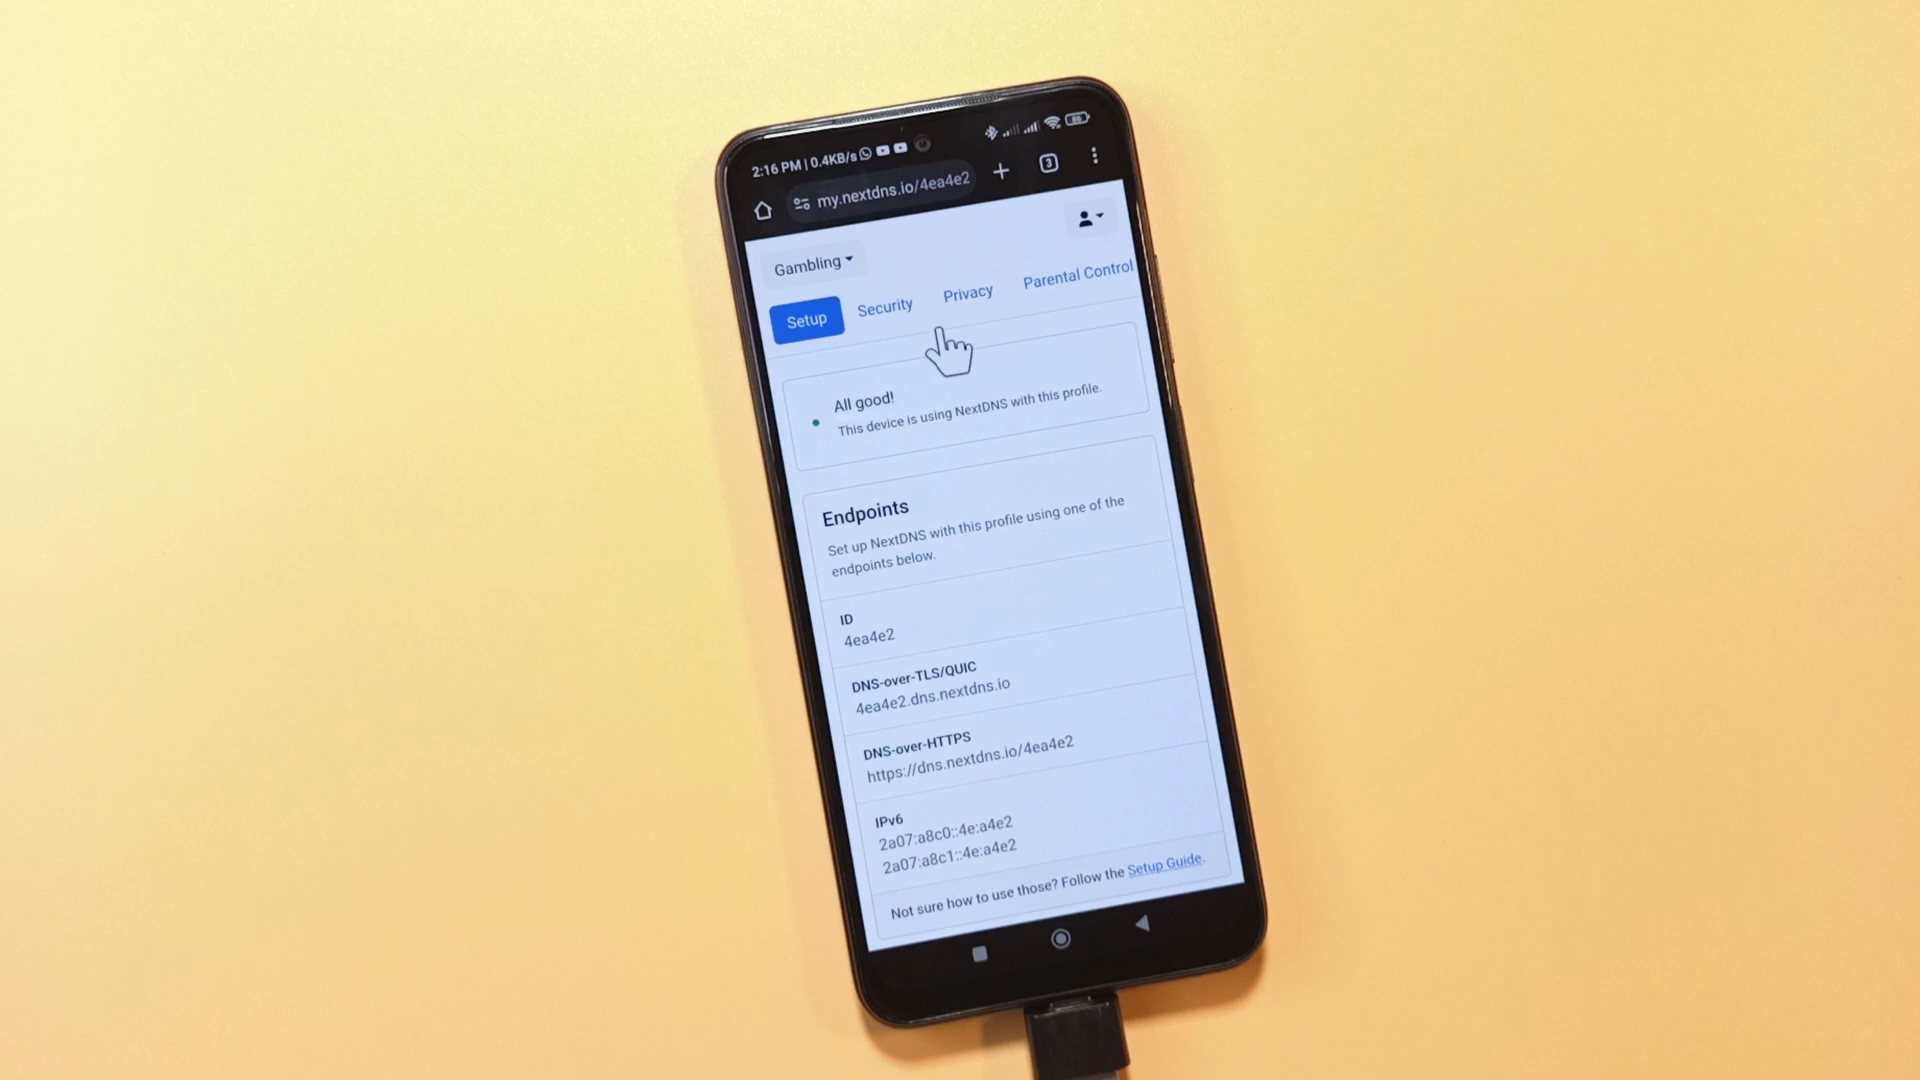 2:16 PM | 0.4KB/s
86
my.nextdns.io/4ea4e2
3
Gambling
Setup
Security
Privacy
Parental Control
All good!
This device is using NextDNS with this profile.
Endpoints
Set up NextDNS with this profile using one of the
endpoints below.
ID
4ea4e2
DNS-over-TLS/QUIC
4ea4e2.dns.nextdns.io
DNS-over-HTTPS
https://dns.nextdns.io/4ea4e2
IPv6
2a07:a8c0::4e:a4e2
2a07:a8c1::4e:a4e2
Not sure how to use those? Follow the Setup Guide.